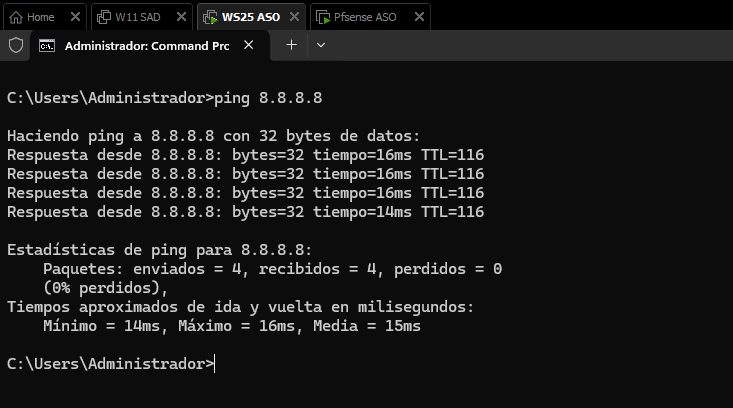 Home W11 SAD WS25 ASO Pfsense ASO
Administrador: Command Pro
C:\Users\Administrador>ping 8.8.8.8
Haciendo ping a 8.8.8.8 con 32 bytes de datos:
Respuesta desde 8.8.8.8: bytes=32 tiempo=16ms TTL=116
Respuesta desde 8.8.8.8: bytes=32 tiempo=16ms TTL=116
Respuesta desde 8.8.8.8: bytes=32 tiempo=16ms TTL=116
Respuesta desde 8.8.8.8: bytes=32 tiempo=14ms TTL=116
Estadísticas de ping para 8.8.8.8:
Paquetes: enviados = 4, recibidos = 4, perdidos = 0
(0% perdidos),
Tiempos aproximados de ida y vuelta en milisegundos:
Mínimo = 14ms, Máximo = 16ms, Media = 15ms
C:\Users\Administrador>